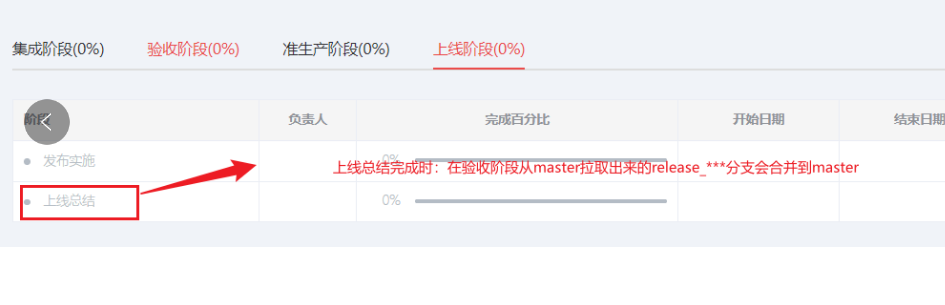 集成阶段(0%) 验收阶段(0%) 准生产阶段(0%) 上线阶段(0%)
阶段 负责人 完成百分比 开始日期 结束日期
发布实施 0%
上线总结完成时：在验收阶段从master拉取出来的release_***分支会合并到master
上线总结 0%